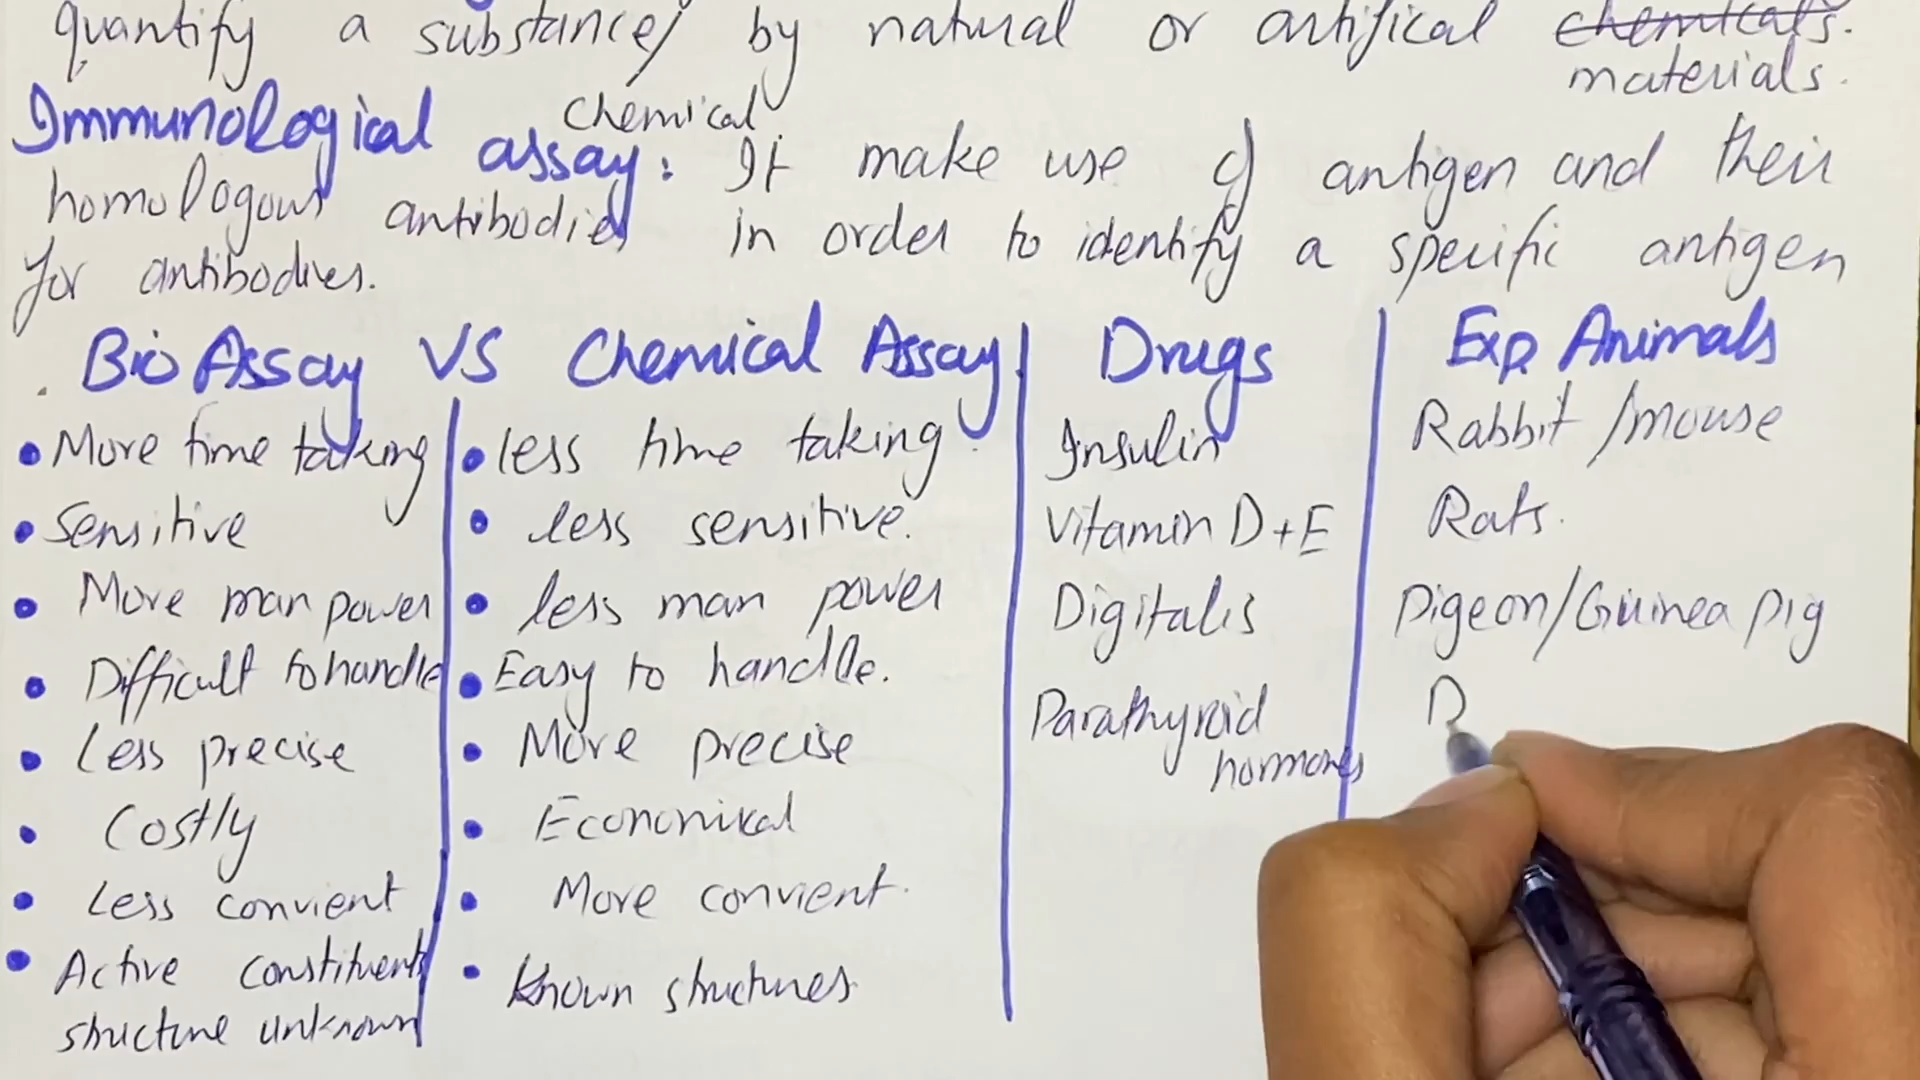 quantify a substance/ by natural or artifical chemicals.
materials.
chemical
Immunological assay: It make use of antigen and their
homologous antibodies in order to identify a specific antigen
for antibodies.
Bio Assay VS Chemical Assay
• More time taking
• Sensitive
• More man power
• Difficult to handle
• Less precise
• Costly
• Less convient
• Active constituents
structure unknown
• less time taking
• less sensitive.
• less man power
• Easy to handle.
• More precise
• Economical
• More convient.
• Known structures
Drugs
Insulin
Vitamin D + E
Digitalis
Parathyroid
hormones
Exp Animals
Rabbit /mouse
Rats.
Pigeon/Guinea pig
D